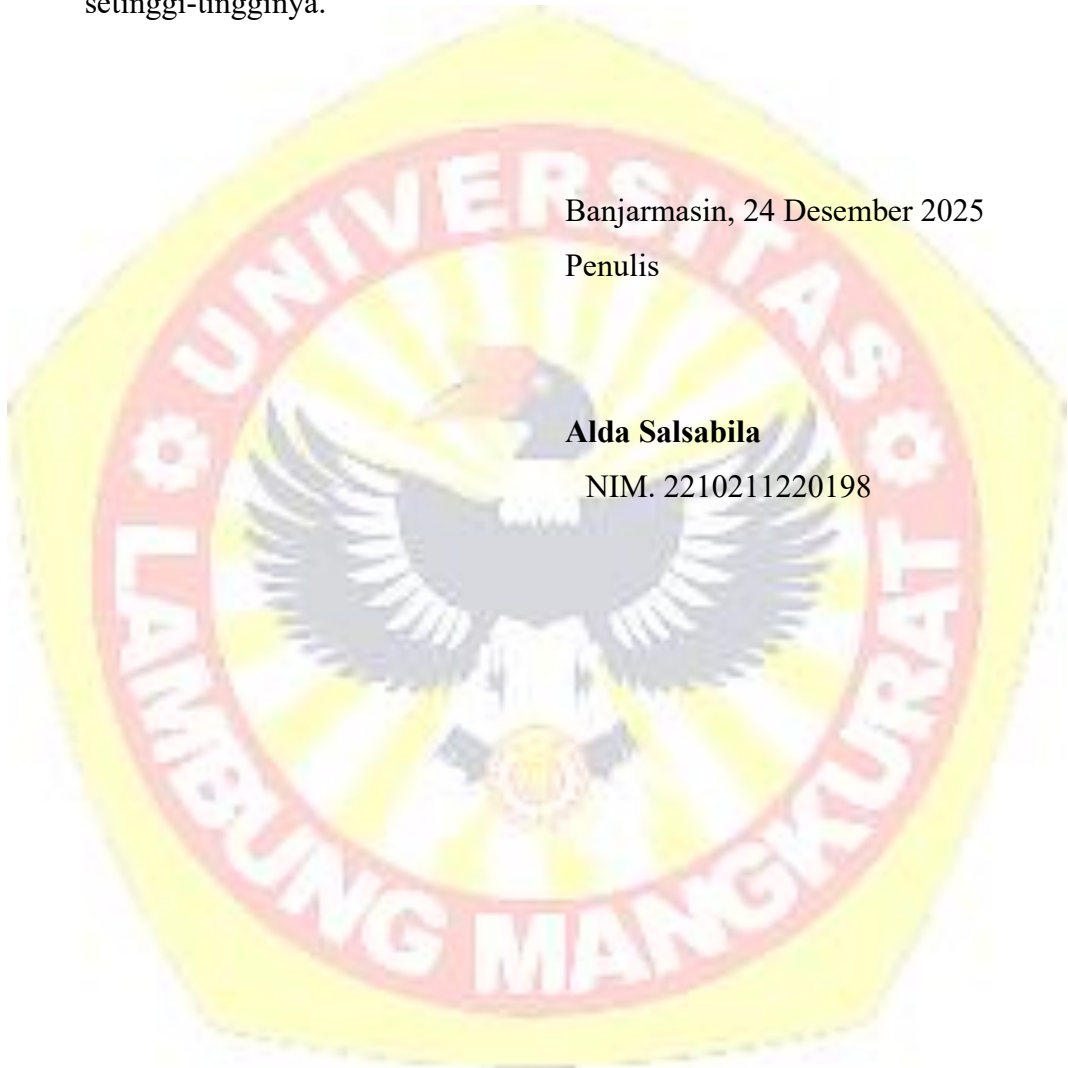 setinggi-tingginya.
Banjarmasin, 24 Desember 2025
Penulis
Alda Salsabila
NIM. 2210211220198
UNIVERSITAS
LAMBUNG MANGKURAT